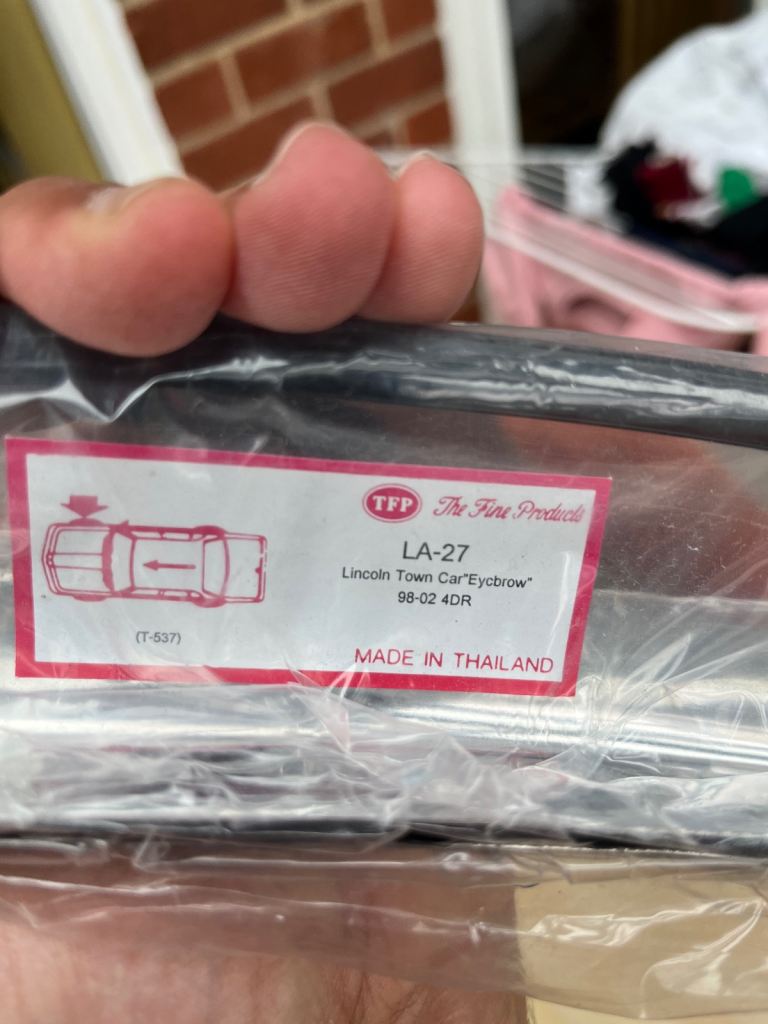 TFP The Fine Products
LA-27
Lincoln Town Car"Eycbrow"
98-02 4DR
(T-537)
MADE IN THAILAND